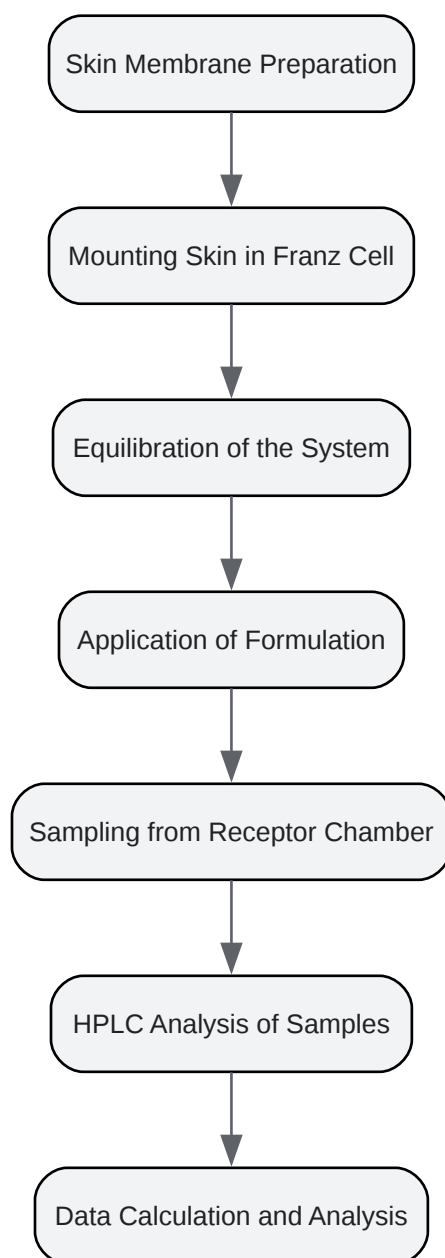 Skin Membrane Preparation
Mounting Skin in Franz Cell
Equilibration of the System
Application of Formulation
Sampling from Receptor Chamber
HPLC Analysis of Samples
Data Calculation and Analysis